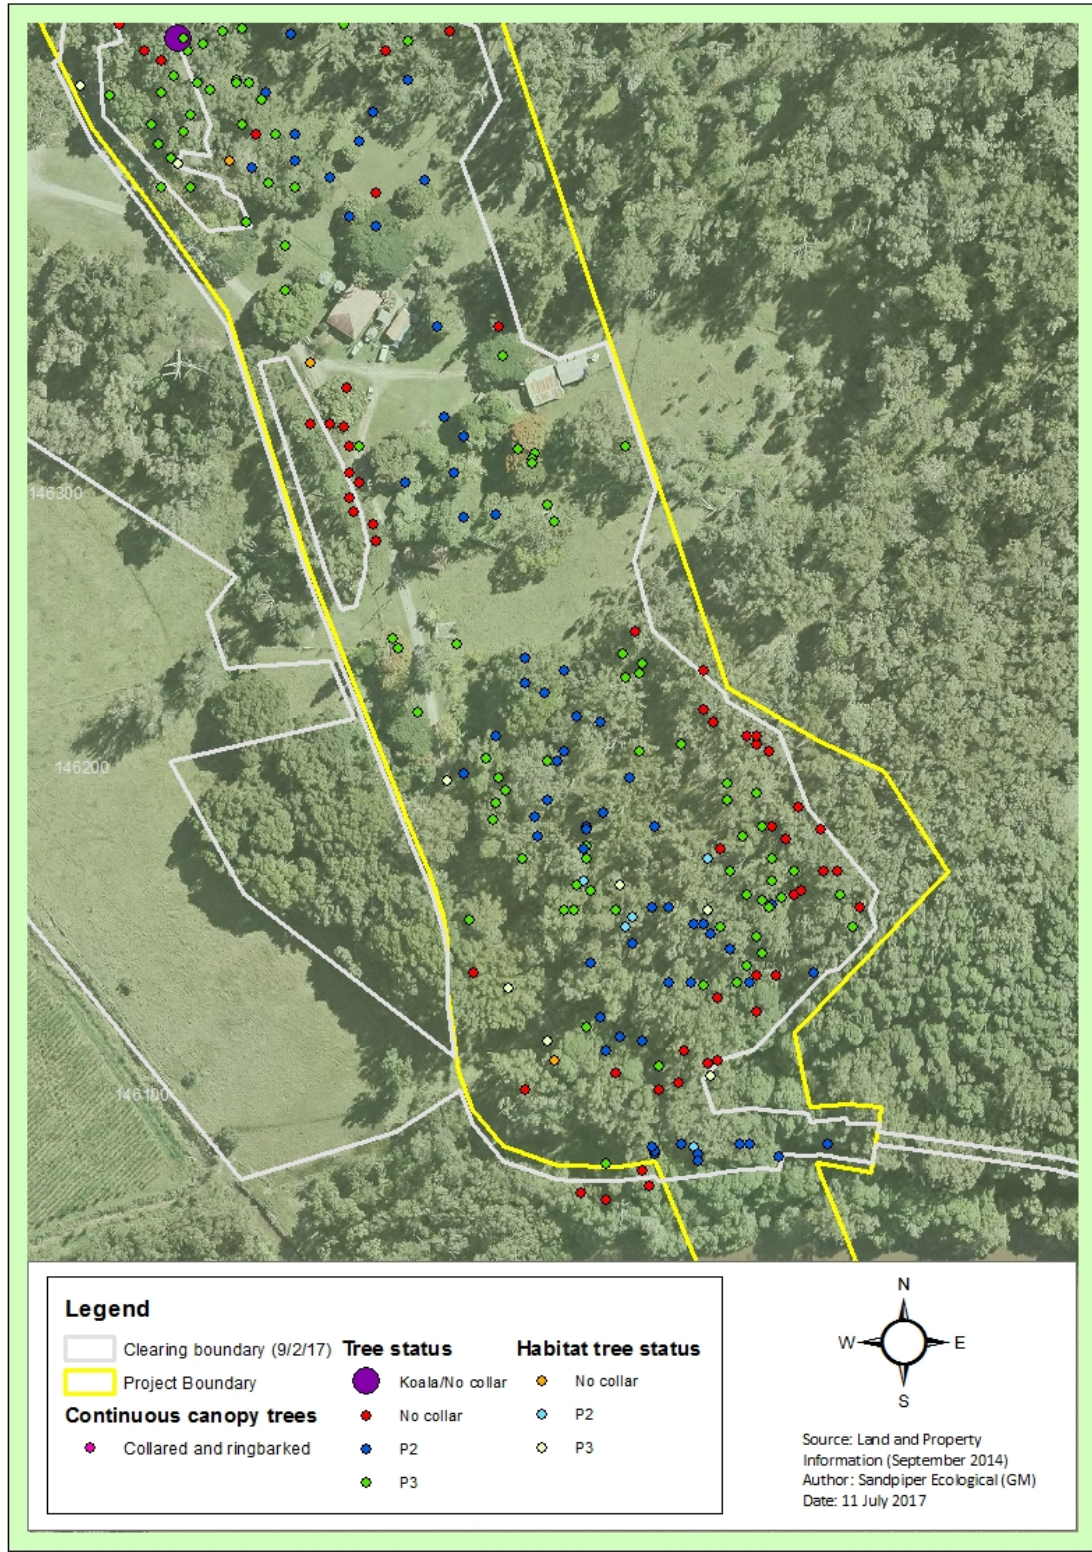 146300
146200
146100
Legend
Clearing boundary (9/2/17)
Project Boundary
Continuous canopy trees
Collared and ringbarked
Tree status
Koala/No collar
No collar
P2
P3
Habitat tree status
No collar
P2
P3
N
W
E
S
Source: Land and Property
Information (September 2014)
Author: Sandpiper Ecological (GM)
Date: 11 July 2017